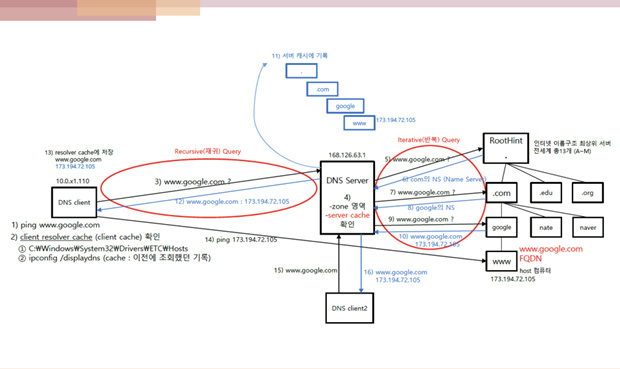 11) 서버 캐시에 기록
.
com
google
www
173.194.72.105
13) resolver cache에 저장
www.google.com
173.194.72.105
10.0.x1.110
DNS client
Recursive(재귀) Query
3) www.google.com ?
12) www.google.com : 173.194.72.105
168.126.63.1
DNS Server
4)
-zone 영역
-server cache
확인
Iterative(반복) Query
5) www.google.com ?
6) com의 NS (Name Server)
7) www.google.com ?
8) google의 NS
9) www.google.com ?
10) www.google.com
173.194.72.105
RootHint
.
인터넷 이름구조 최상위 서버
전세계 총13개 (A~M)
.com
.edu
.org
google
nate
naver
www
www.google.com
FQDN
host 컴퓨터
173.194.72.105
1) ping www.google.com
2) client resolver cache (client cache) 확인
① C:₩Windows₩System32₩Drivers₩ETC₩Hosts
② ipconfig /displaydns (cache : 이전에 조회했던 기록)
14) ping 173.194.72.105
15) www.google.com
16) www.google.com
173.194.72.105
DNS client2